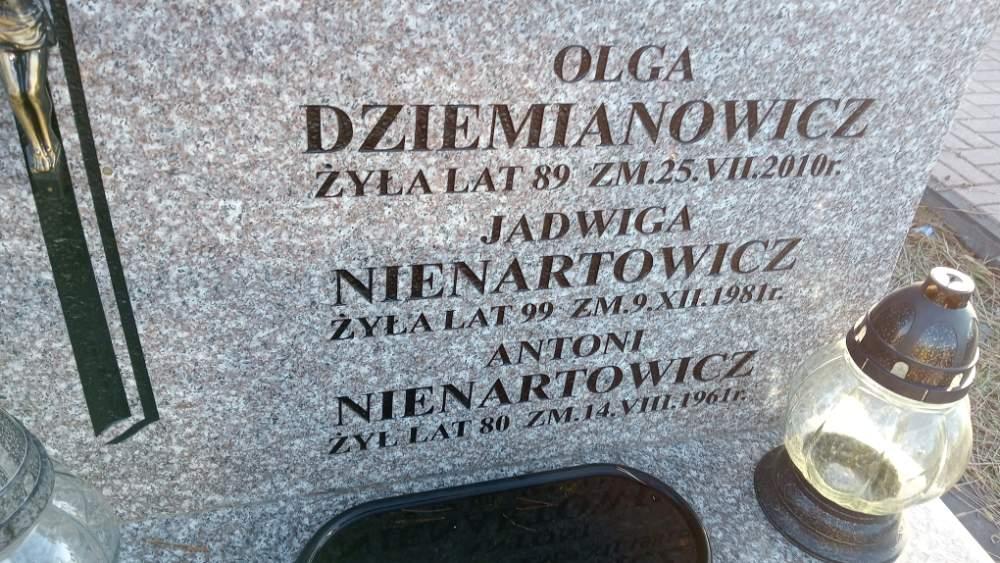 OLGA
DZIEMIANOWICZ
ŻYŁA LAT 89 ZM.25.VII.2010r.
JADWIGA
NIENARTOWICZ
ŻYŁA LAT 99 ZM.9.XII.1981r.
ANTONI
NIENARTOWICZ
ŻYŁ LAT 80 ZM.14.VIII.1961r.